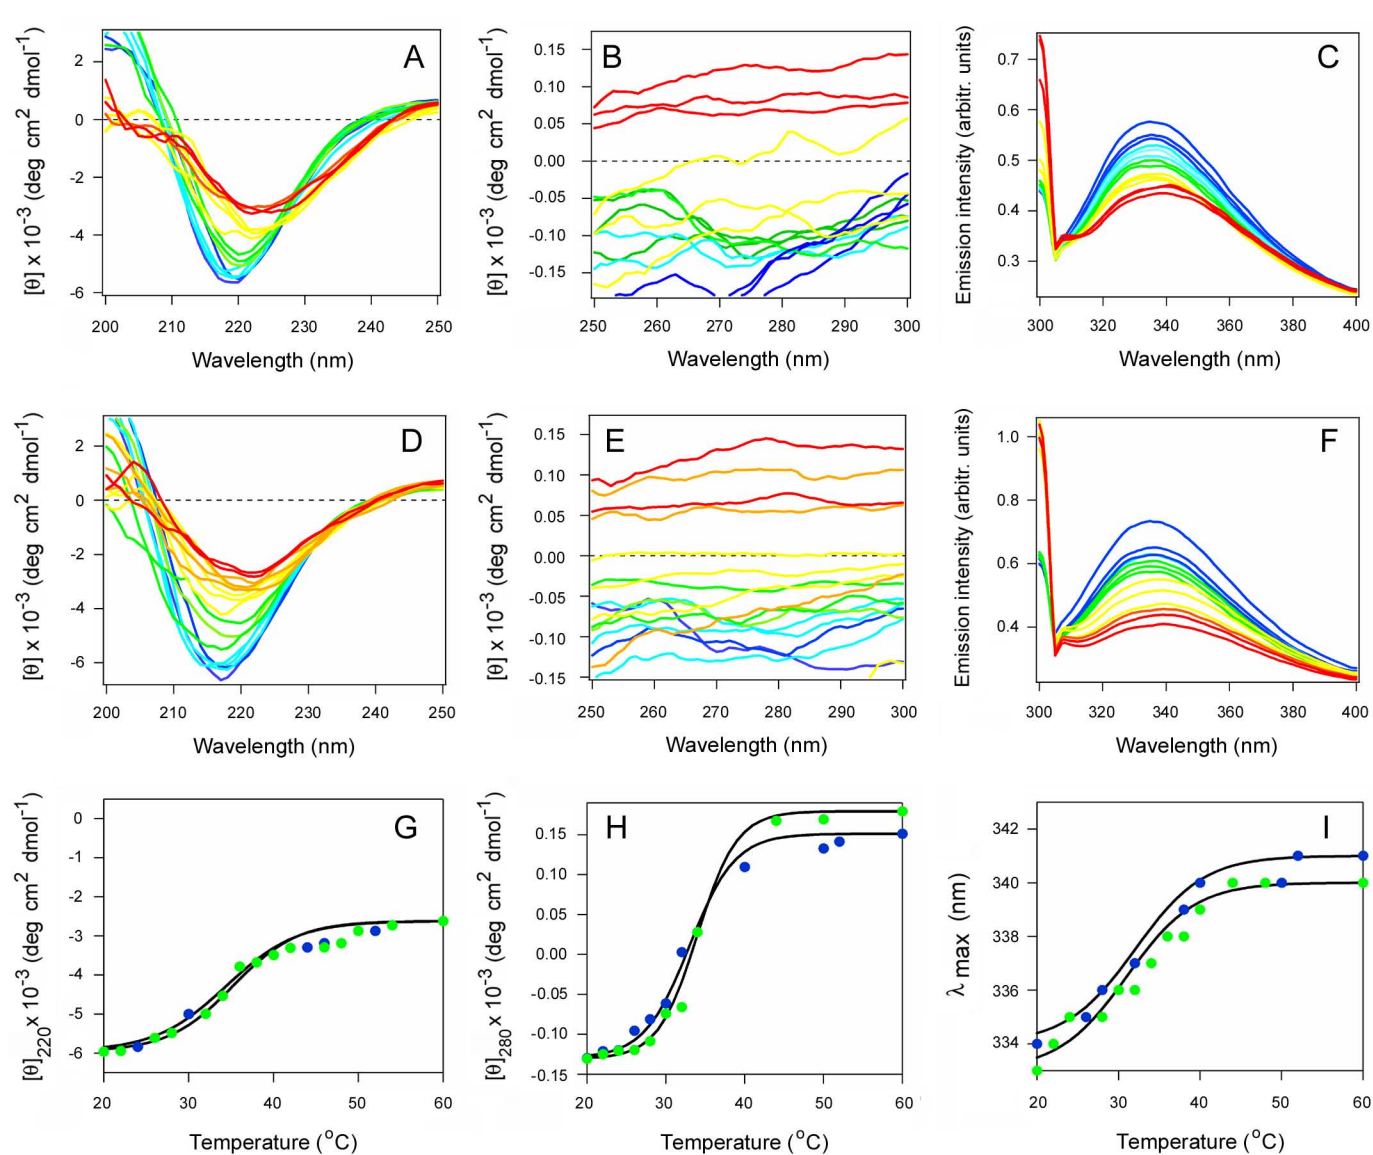 A
[θ] x 10⁻³ (deg cm² dmol⁻¹)
2
0
-2
-4
-6
200 210 220 230 240 250
Wavelength (nm)
B
[θ] x 10⁻³ (deg cm² dmol⁻¹)
0.15
0.10
0.05
0.00
-0.05
-0.10
-0.15
250 260 270 280 290 300
Wavelength (nm)
C
Emission intensity (arbitr. units)
0.7
0.6
0.5
0.4
0.3
300 320 340 360 380 400
Wavelength (nm)
D
[θ] x 10⁻³ (deg cm² dmol⁻¹)
2
0
-2
-4
-6
200 210 220 230 240 250
Wavelength (nm)
E
[θ] x 10⁻³ (deg cm² dmol⁻¹)
0.15
0.10
0.05
0.00
-0.05
-0.10
-0.15
250 260 270 280 290 300
Wavelength (nm)
F
Emission intensity (arbitr. units)
1.0
0.8
0.6
0.4
300 320 340 360 380 400
Wavelength (nm)
G
[θ]₂₂₀x 10⁻³ (deg cm² dmol⁻¹)
0
-1
-2
-3
-4
-5
-6
20 30 40 50 60
Temperature (°C)
H
[θ]₂₈₀ x 10⁻³ (deg cm² dmol⁻¹)
0.15
0.10
0.05
0.00
-0.05
-0.10
-0.15
20 30 40 50 60
Temperature (°C)
I
λ max (nm)
342
340
338
336
334
20 30 40 50 60
Temperature (°C)